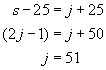 s − 25 = j + 25
(2j − 1) = j + 50
j = 51